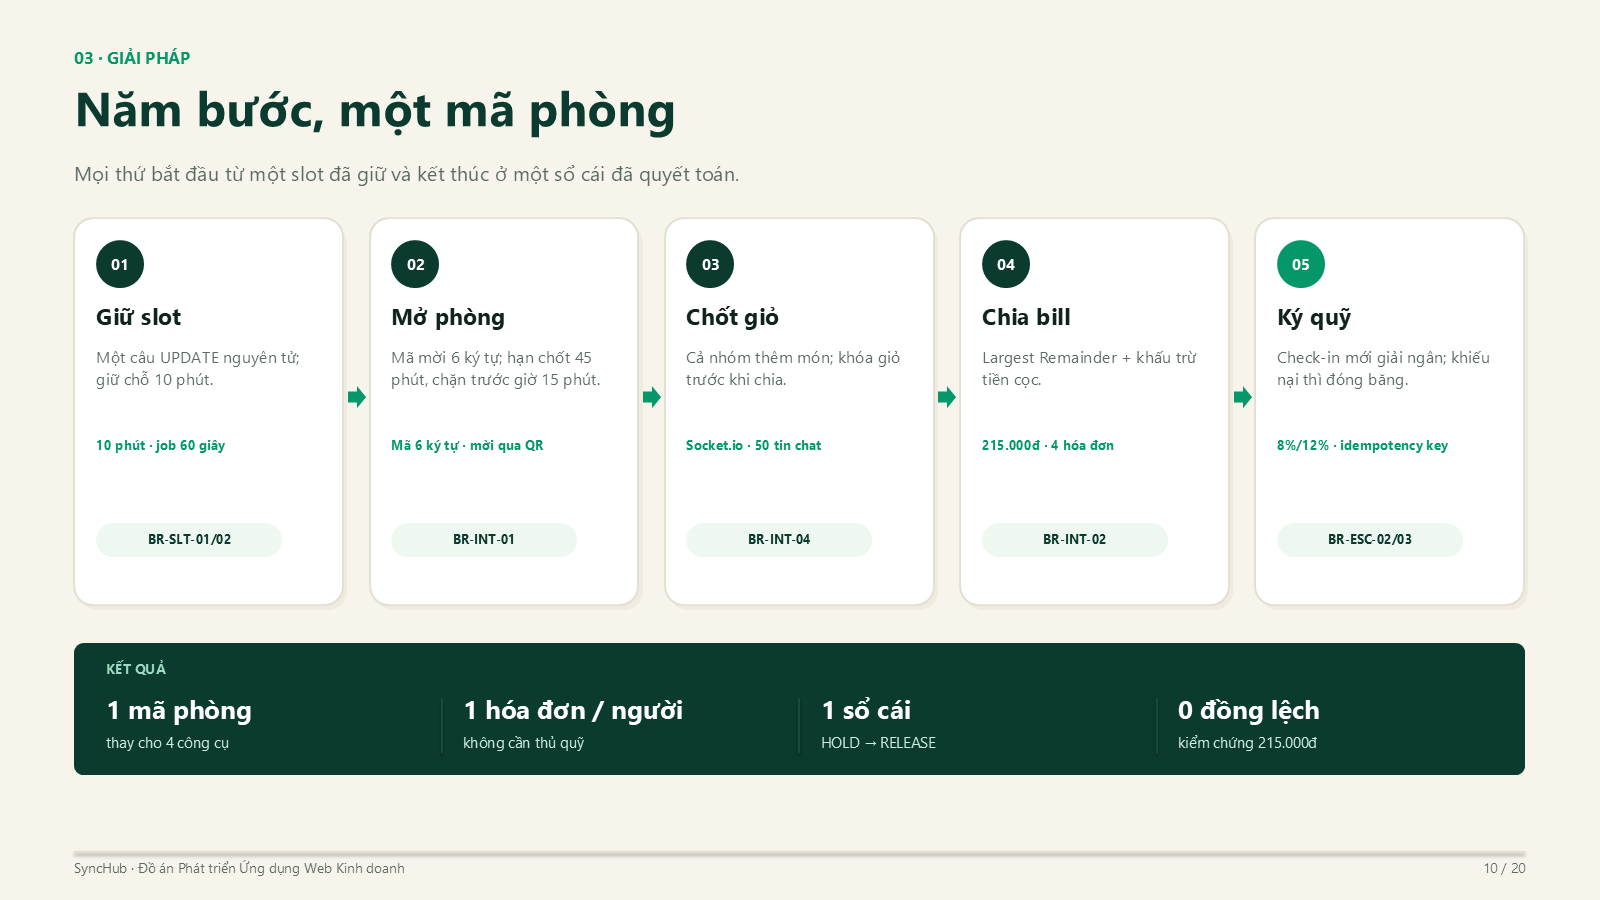 03 · GIẢI PHÁP
Năm bước, một mã phòng
Mọi thứ bắt đầu từ một slot đã giữ và kết thúc ở một sổ cái đã quyết toán.
01
Giữ slot
Một câu UPDATE nguyên tử;
giữ chỗ 10 phút.
10 phút · job 60 giây
BR-SLT-01/02
02
Mở phòng
Mã mời 6 ký tự; hạn chốt 45
phút, chặn trước giờ 15 phút.
Mã 6 ký tự · mời qua QR
BR-INT-01
03
Chốt giỏ
Cả nhóm thêm món; khóa giỏ
trước khi chia.
Socket.io · 50 tin chat
BR-INT-04
04
Chia bill
Largest Remainder + khấu trừ
tiền cọc.
215.000đ · 4 hóa đơn
BR-INT-02
05
Ký quỹ
Check-in mới giải ngân; khiếu
nại thì đóng băng.
8%/12% · idempotency key
BR-ESC-02/03
KẾT QUẢ
1 mã phòng
thay cho 4 công cụ
1 hóa đơn / người
không cần thủ quỹ
1 sổ cái
HOLD → RELEASE
0 đồng lệch
kiểm chứng 215.000đ
SyncHub · Đồ án Phát triển Ứng dụng Web Kinh doanh
10 / 20